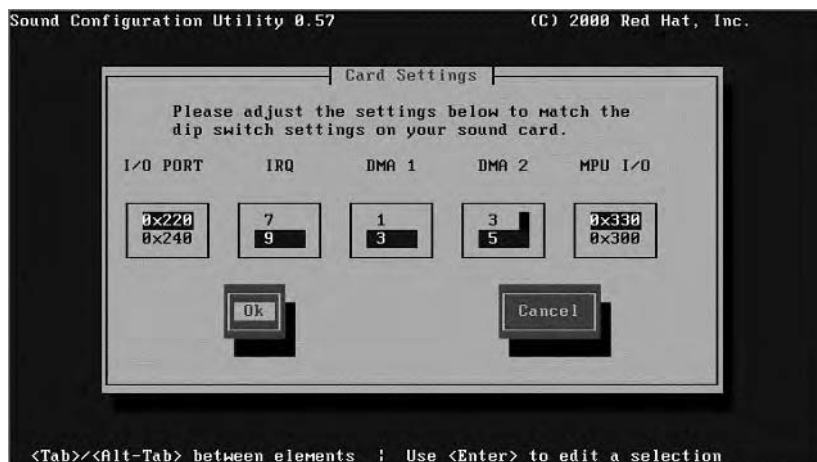 Sound Configuration Utility 0.57 (C) 2000 Red Hat, Inc.
Card Settings
Please adjust the settings below to match the
dip switch settings on your sound card.
I/O PORT IRQ DMA 1 DMA 2 MPU I/O
0x220 7 1 3 0x330
0x240 9 3 5 0x300
Ok Cancel
<Tab>/<Alt-Tab> between elements ¦ Use <Enter> to edit a selection